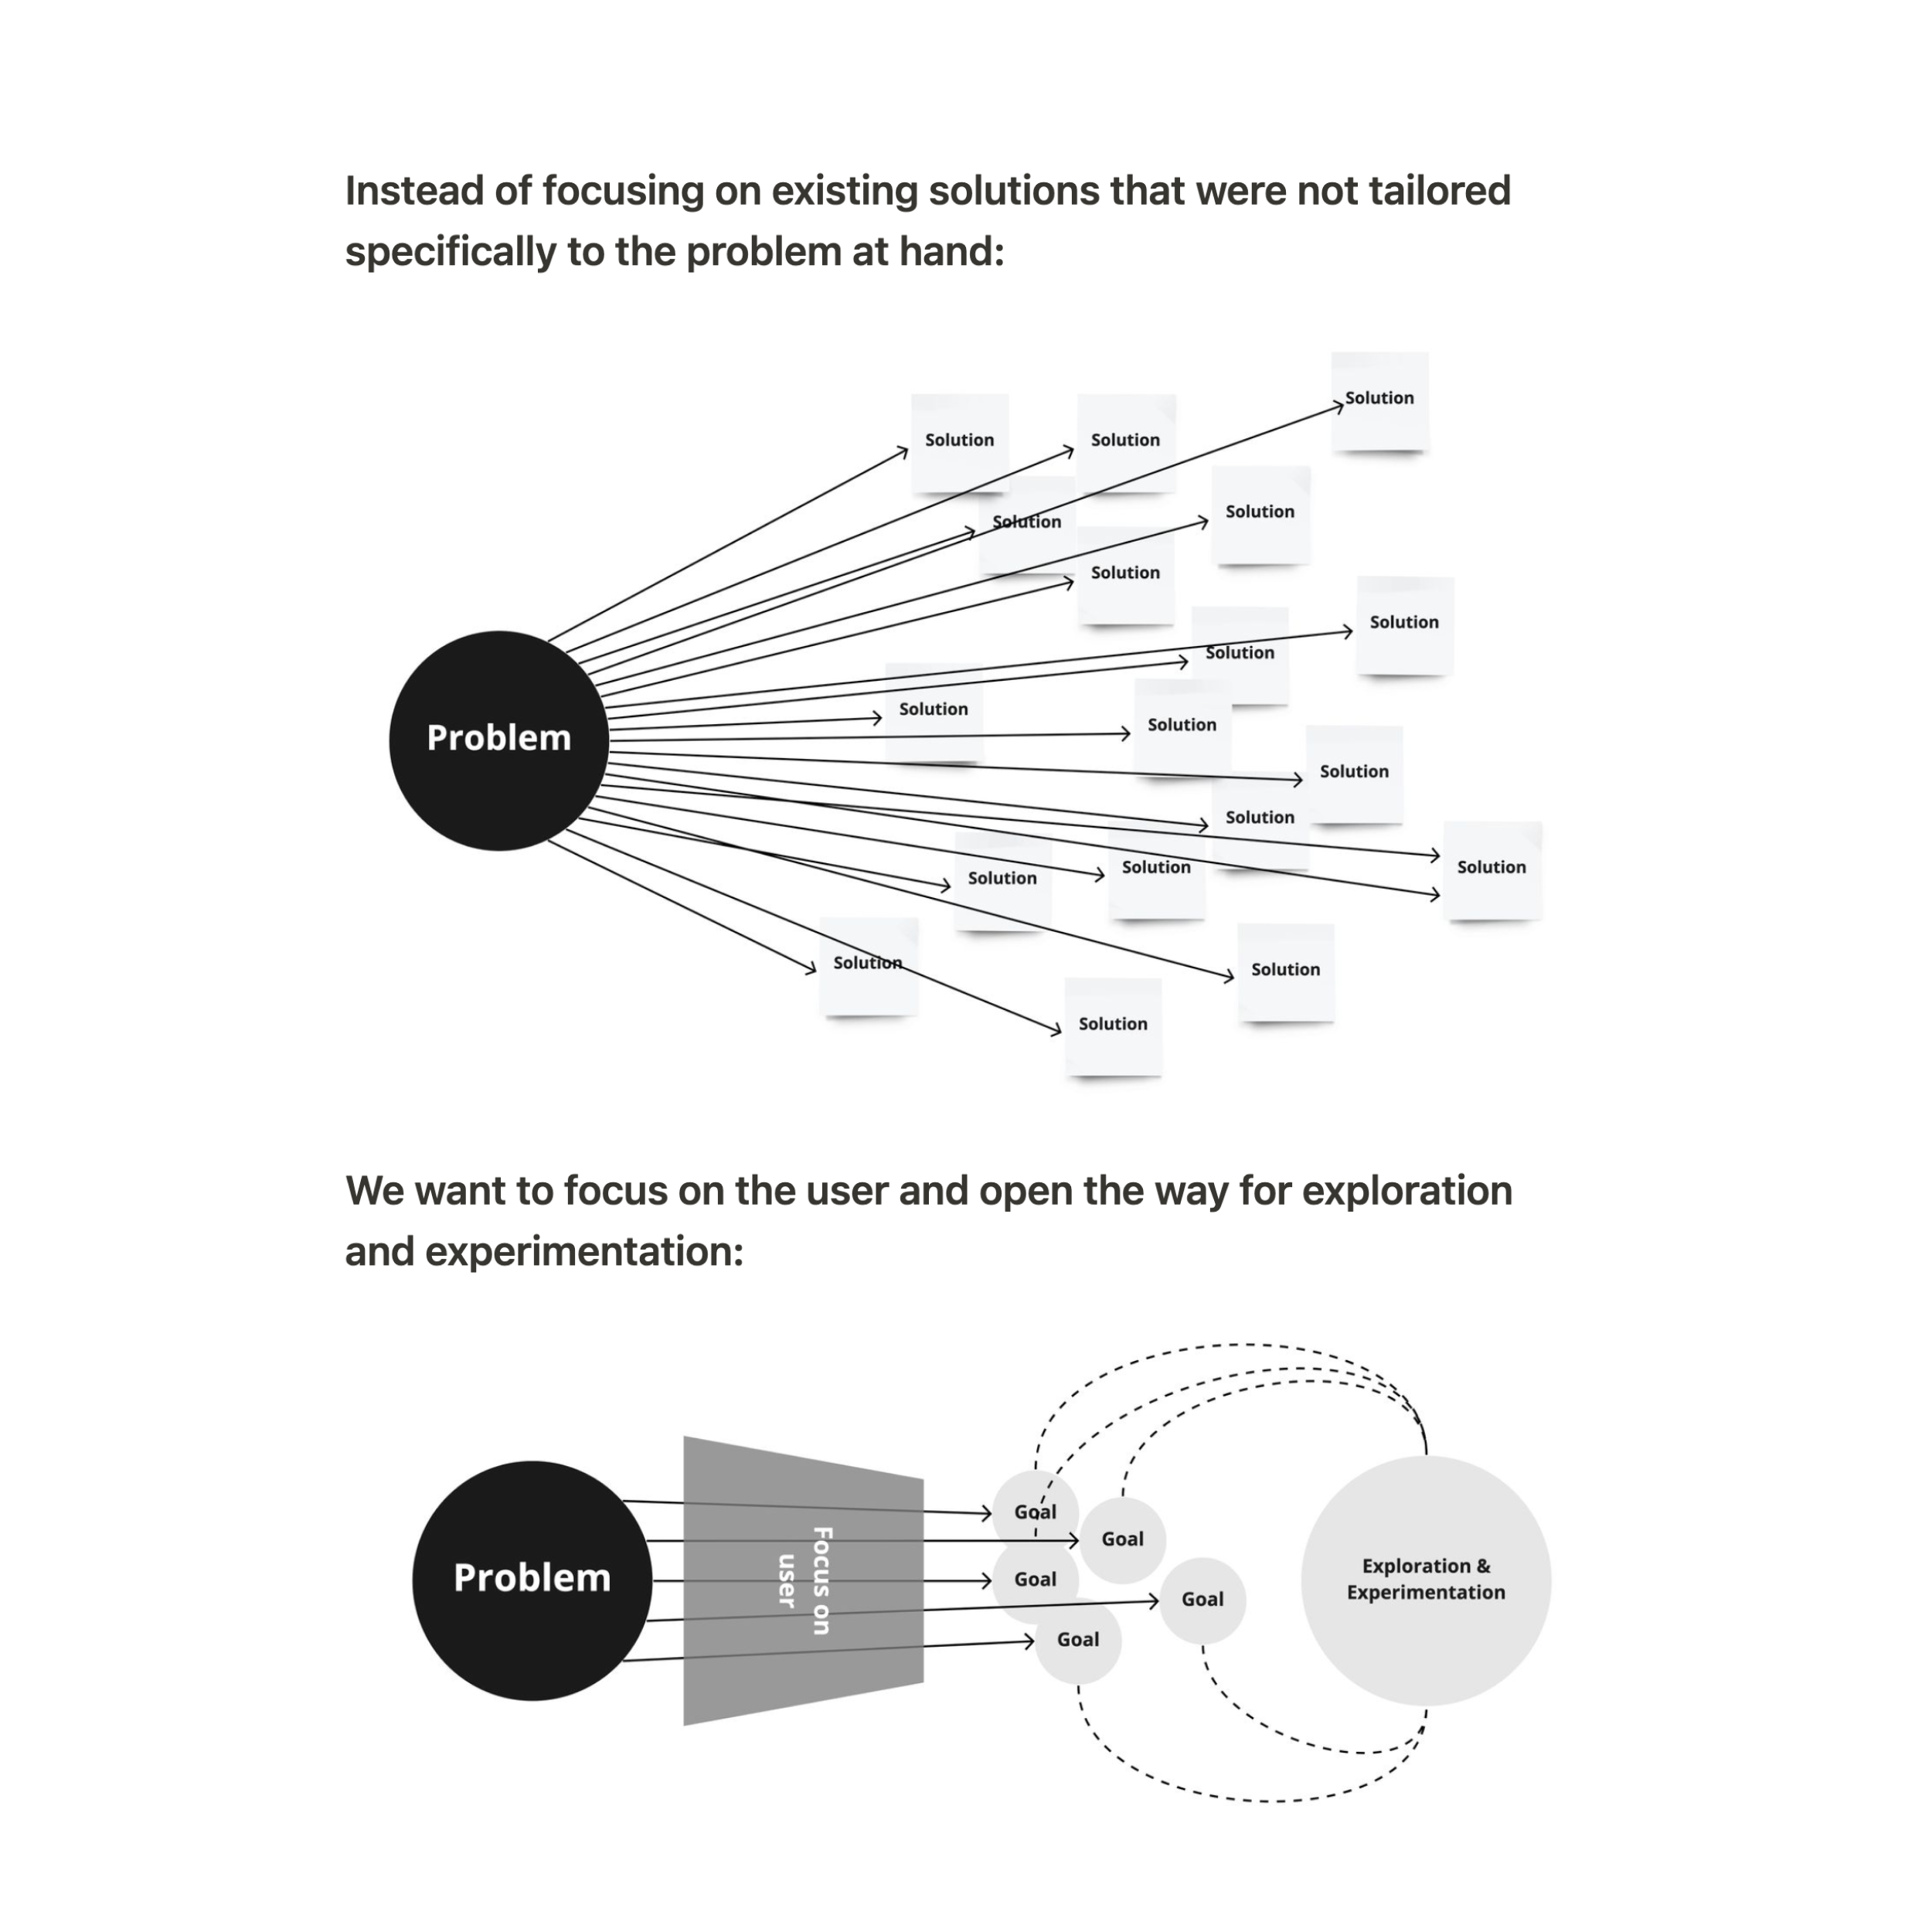 Instead of focusing on existing solutions that were not tailored
specifically to the problem at hand:
Solution
Solution
Solution
Solution
Solution
Solution
Solution
Solution
Solution
Solution
Problem
Solution
Solution
Solution
Solution
Solution
Solution
Solution
Solution
We want to focus on the user and open the way for exploration
and experimentation:
Problem
Focus on
user
Goal
Goal
Goal
Goal
Goal
Exploration &
Experimentation